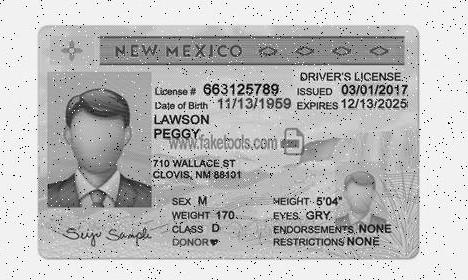 NEW MEXICO
DRIVER'S LICENSE
License # 663125789 ISSUED 03/01/2017
Date of Birth 11/13/1959 EXPIRES 12/13/2025
LAWSON
PEGGY
www.faketools.com
710 WALLACE ST
CLOVIS, NM 88101
SEX M HEIGHT 5'04"
WEIGHT 170 EYES GRY
CLASS D ENDORSEMENTS NONE
DONOR RESTRICTIONS NONE
Sign Sample